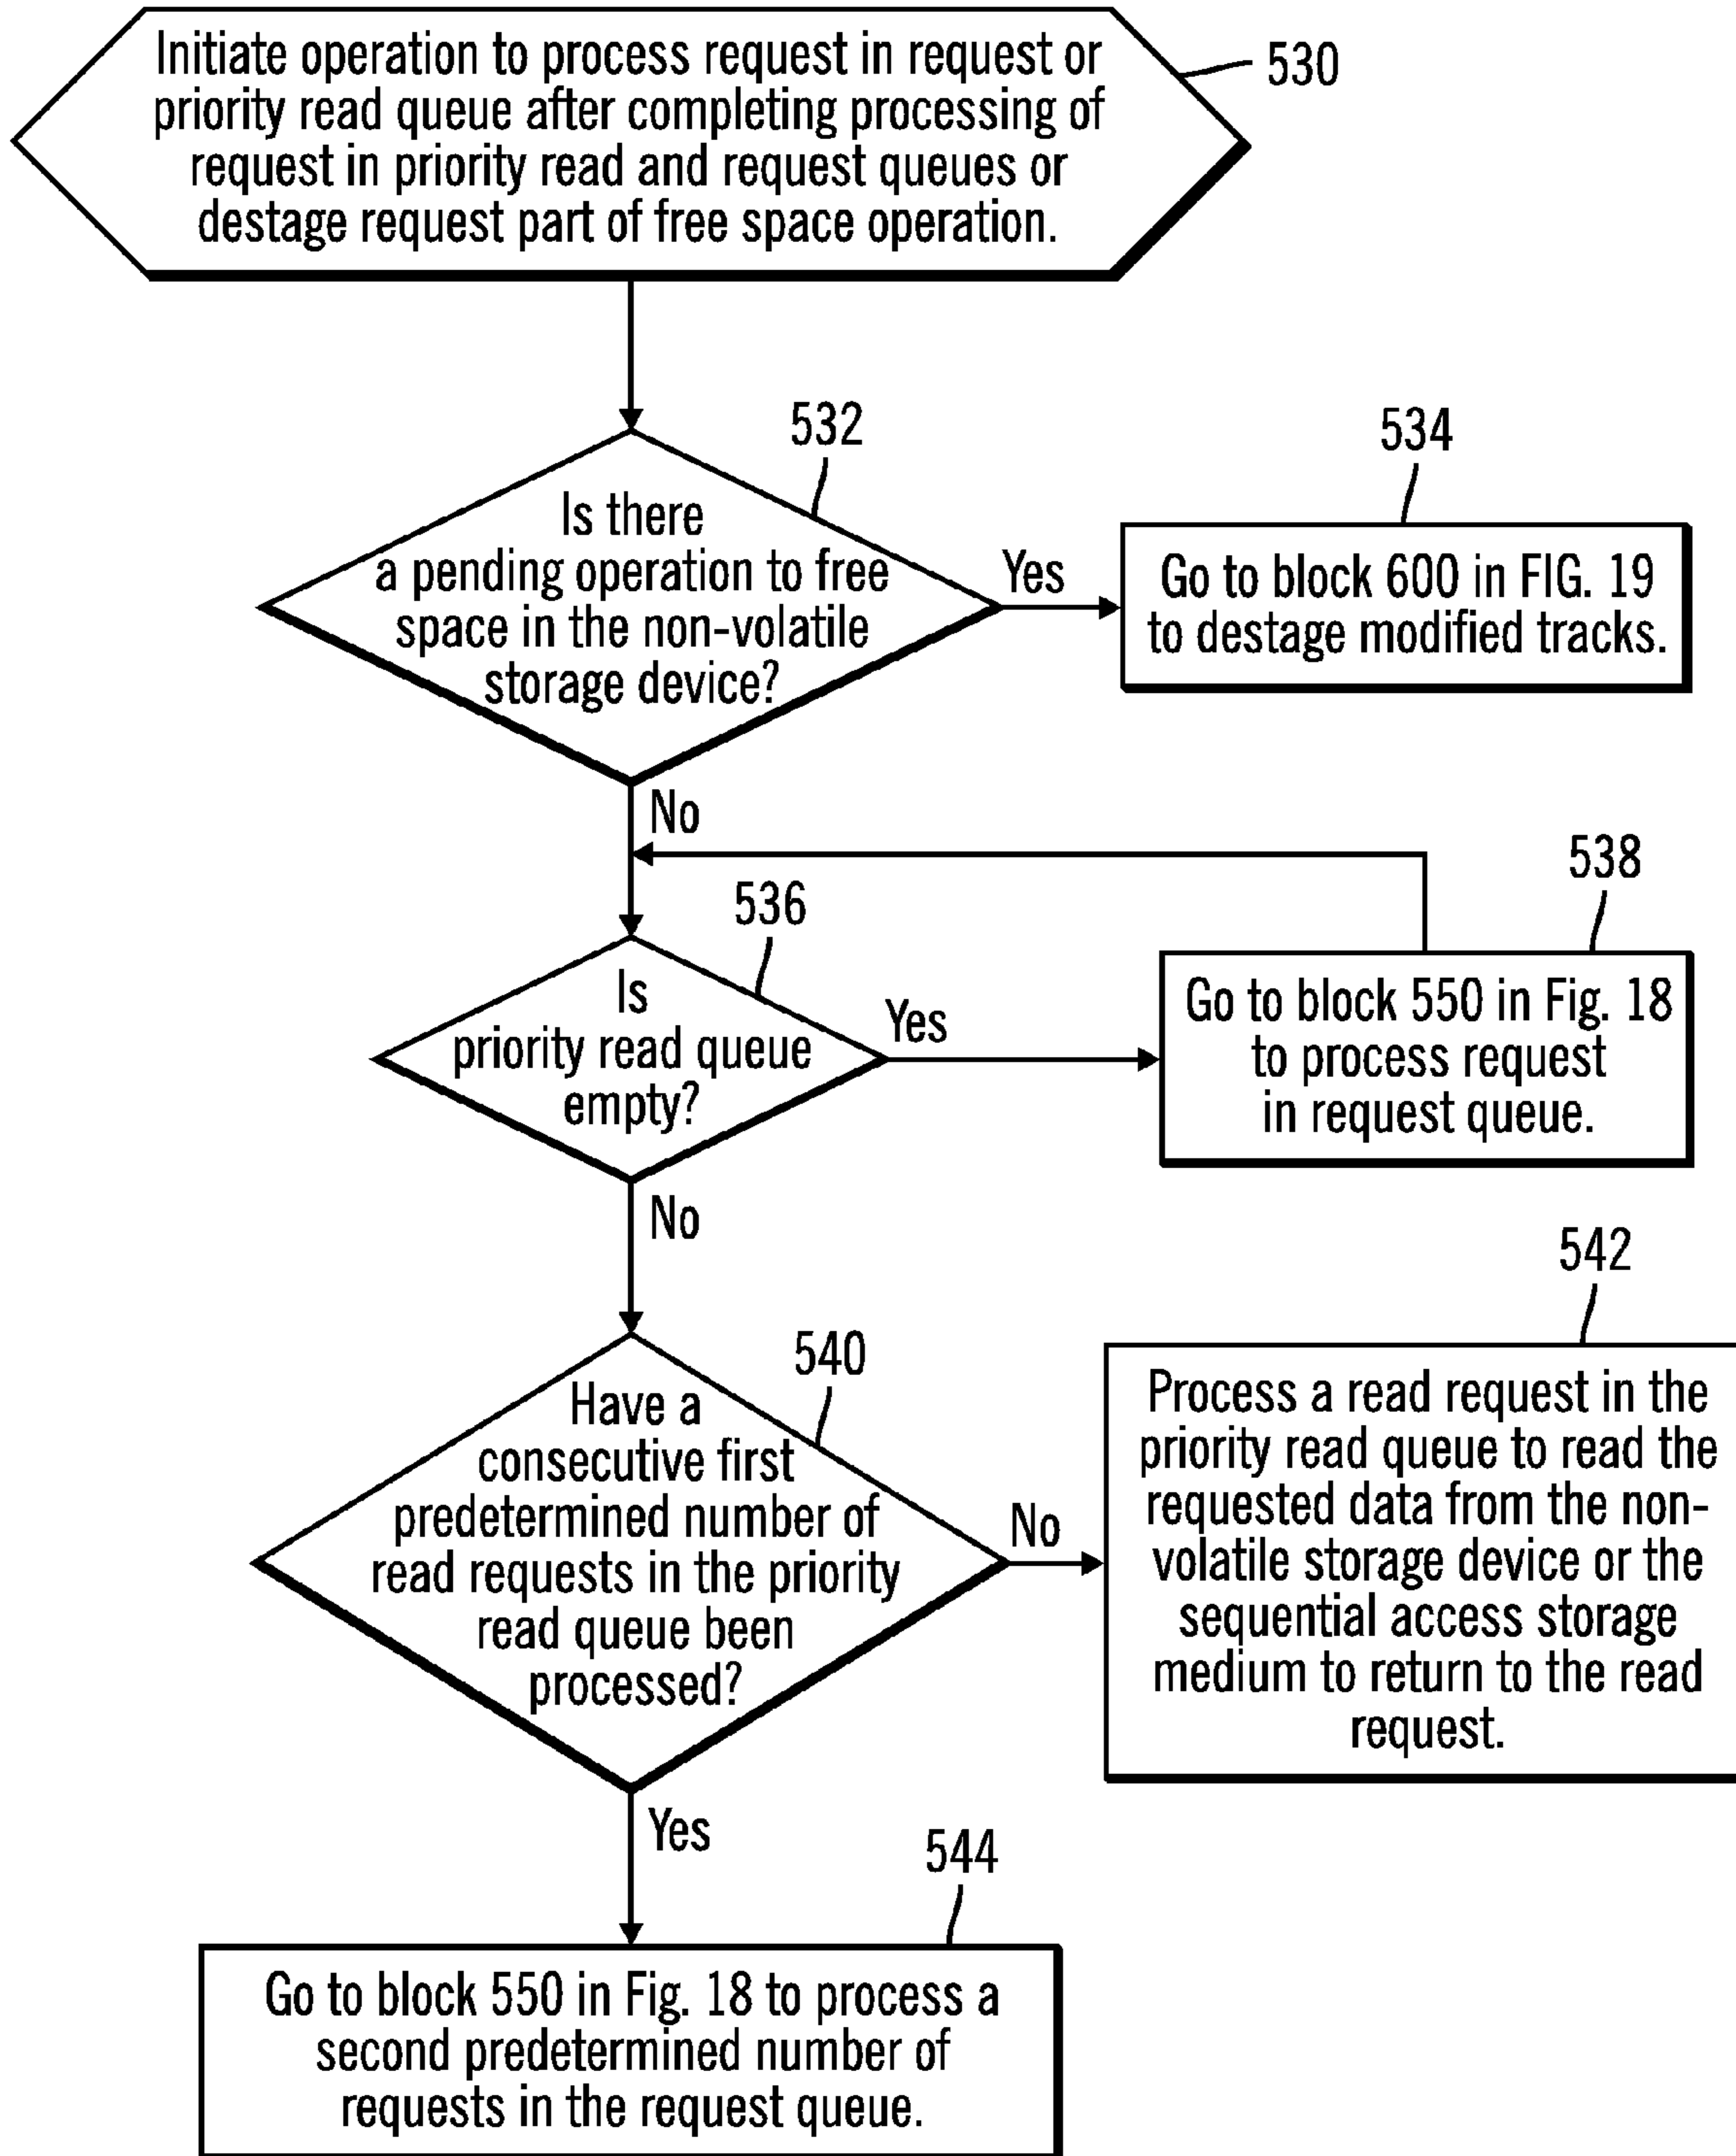 Initiate operation to process request in request or
priority read queue after completing processing of
request in priority read and request queues or
destage request part of free space operation.
530
532
Is there
a pending operation to free
space in the non-volatile
storage device?
Yes
534
Go to block 600 in FIG. 19
to destage modified tracks.
No
536
Is
priority read queue
empty?
Yes
538
Go to block 550 in Fig. 18
to process request
in request queue.
No
540
Have a
consecutive first
predetermined number of
read requests in the priority
read queue been
processed?
No
542
Process a read request in the
priority read queue to read the
requested data from the non-
volatile storage device or the
sequential access storage
medium to return to the read
request.
Yes
544
Go to block 550 in Fig. 18 to process a
second predetermined number of
requests in the request queue.